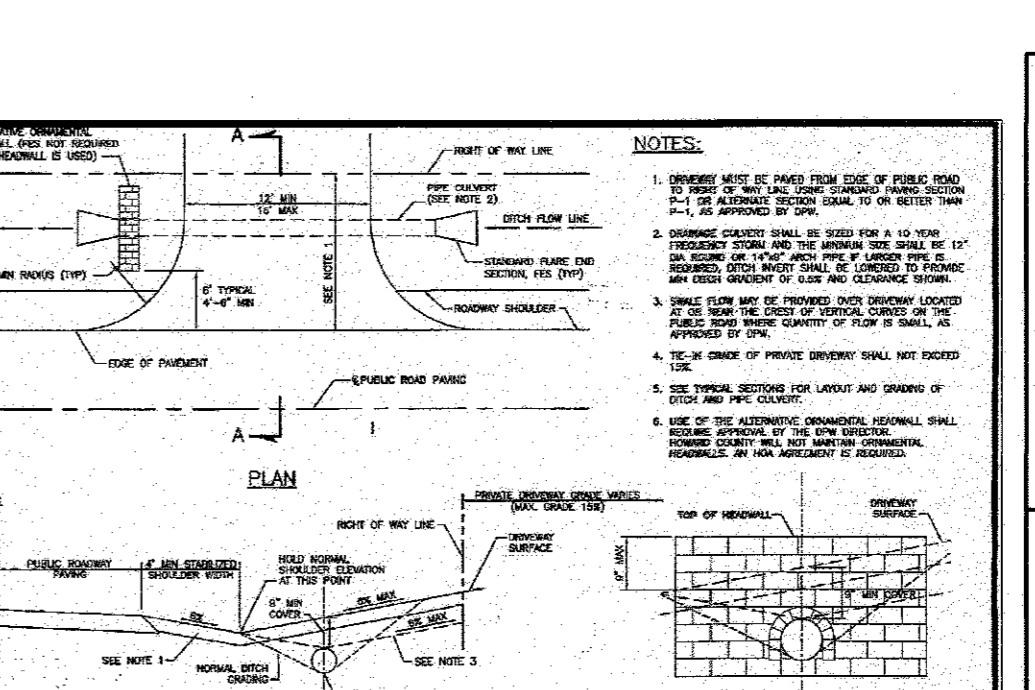 ORNAMENTAL
(FES NOT REQUIRED
HEADWALL IS USED)
A
RIGHT OF WAY LINE
12' MIN
16' MAX
PIPE CULVERT
(SEE NOTE 2)
DITCH FLOW LINE
SEE NOTE 1
STANDARD FLARE END
SECTION, FES (TYP)
MIN RADIUS (TYP)
6' TYPICAL
4'-6" MIN
ROADWAY SHOULDER
EDGE OF PAVEMENT
PUBLIC ROAD PAVING
A
PLAN
NOTES:
1. DRIVEWAY MUST BE PAVED FROM EDGE OF PUBLIC ROAD
TO RIGHT OF WAY LINE USING STANDARD PAVING SECTION
P-1 OR ALTERNATE SECTION EQUAL TO OR BETTER THAN
P-1, AS APPROVED BY DPW.
2. DRAINAGE CULVERT SHALL BE SIZED FOR A 10 YEAR
FREQUENCY STORM AND THE MINIMUM SIZE SHALL BE 12"
DIA ROUND OR 14"x9" ARCH PIPE IF LARGER PIPE IS
REQUIRED, DITCH INVERT SHALL BE LOWERED TO PROVIDE
MIN DITCH GRADIENT OF 0.5% AND CLEARANCE SHOWN.
3. SWALE FLOW MAY BE PROVIDED OVER DRIVEWAY LOCATED
AT OR NEAR THE CREST OF VERTICAL CURVES ON THE
PUBLIC ROAD WHERE QUANTITY OF FLOW IS SMALL, AS
APPROVED BY DPW.
4. TIE-IN GRADE OF PRIVATE DRIVEWAY SHALL NOT EXCEED
15%.
5. SEE TYPICAL SECTIONS FOR LAYOUT AND GRADING OF
DITCH AND PIPE CULVERT.
6. USE OF THE ALTERNATIVE ORNAMENTAL HEADWALL SHALL
REQUIRE APPROVAL BY THE DPW DIRECTOR.
HOWARD COUNTY WILL NOT MAINTAIN ORNAMENTAL
HEADWALLS. AN HOA AGREEMENT IS REQUIRED.
PRIVATE DRIVEWAY GRADE VARIES
(MAX. GRADE 15%)
RIGHT OF WAY LINE
DRIVEWAY
SURFACE
PUBLIC ROADWAY
PAVING
4' MIN STABILIZED
SHOULDER WIDTH
HOLD NORMAL
SHOULDER ELEVATION
AT THIS POINT
9" MIN
COVER
MAX
MAX
SEE NOTE 1
NORMAL DITCH
GRADING
SEE NOTE 3
TOP OF HEADWALL
DRIVEWAY
SURFACE
9" MAX
9" MIN COVER